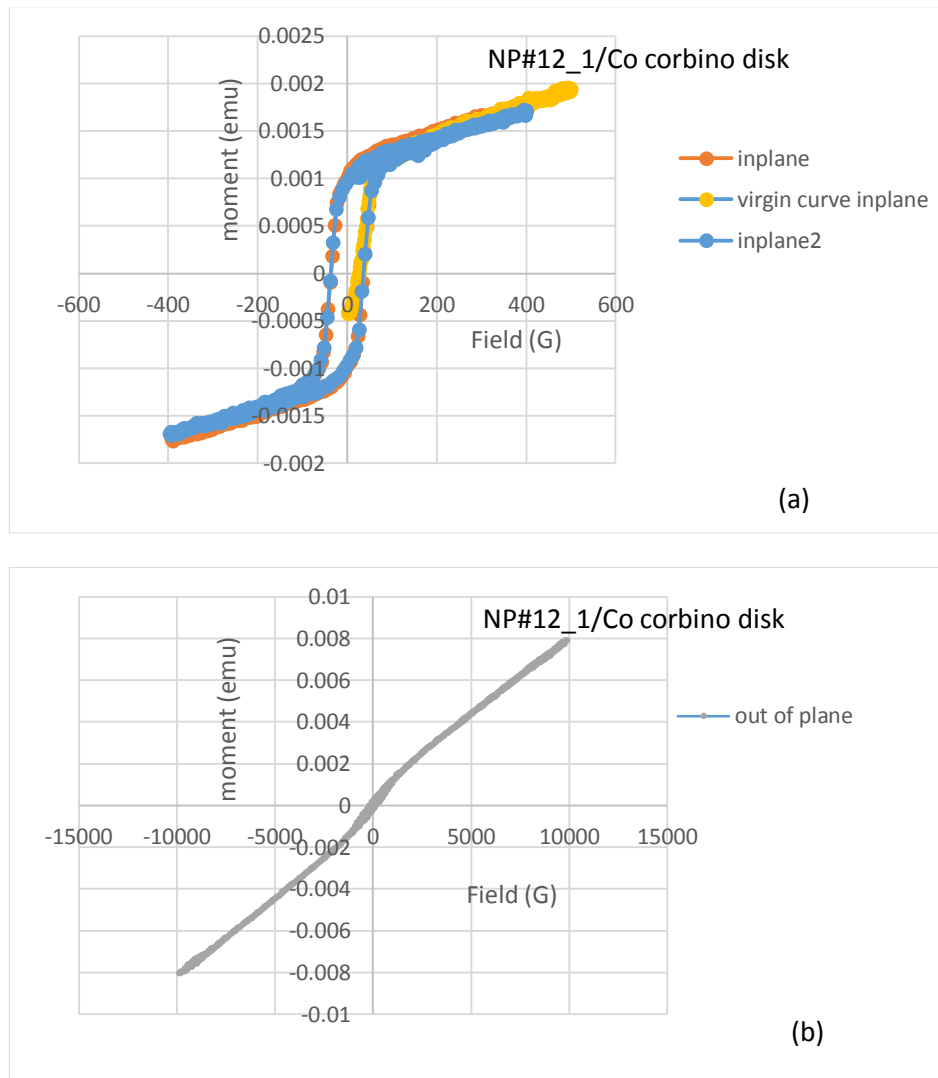 NP#12_1/Co corbino disk
moment (emu)
0.0025
0.002
0.0015
0.001
0.0005
0
-0.0005
-0.001
-0.0015
-0.002
-600 -400 -200 0 200 400 600
Field (G)
inplane
virgin curve inplane
inplane2
(a)
NP#12_1/Co corbino disk
moment (emu)
0.01
0.008
0.006
0.004
0.002
0
-0.002
-0.004
-0.006
-0.008
-0.01
-15000 -10000 -5000 0 5000 10000 15000
Field (G)
out of plane
(b)